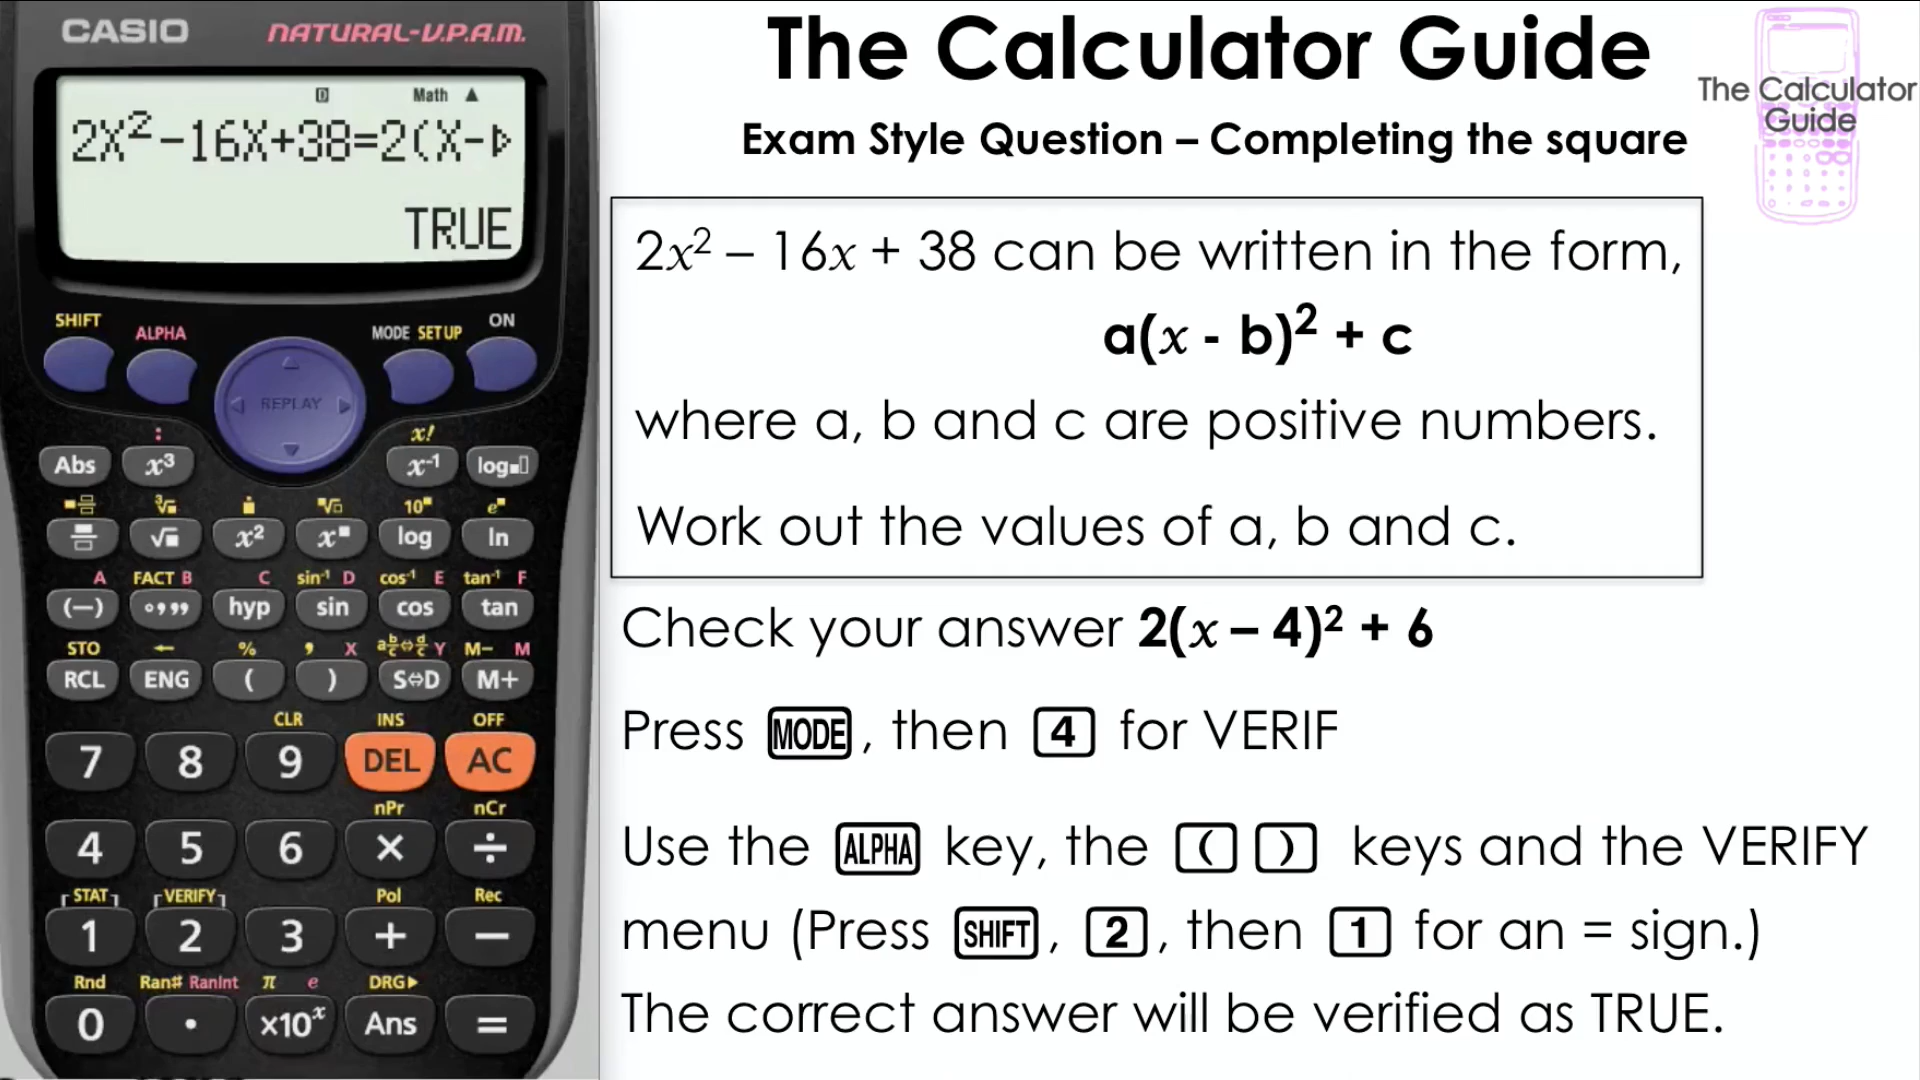 CASIO
NATURAL-V.P.A.M.
D Math ▲
2X²-16X+38=2(X-▷
TRUE
SHIFT ALPHA MODE SETUP ON
REPLAY
: x!
Abs x³ x⁻¹ log■▯
■▯/▯ ³√▯ ▪ ■√▯ 10■ e■
▯/▯ √■ x² x■ log ln
A FACT B C sin⁻¹ D cos⁻¹ E tan⁻¹ F
(−) °,,, hyp sin cos tan
STO ← % , X a b/c⇔d/c Y M− M
RCL ENG ( ) S⇔D M+
CLR INS OFF
7 8 9 DEL AC
nPr nCr
4 5 6 × ÷
STAT VERIFY Pol Rec
1 2 3 + −
Rnd Ran# RanInt π e DRG▶
0 . ×10ˣ Ans =
The Calculator Guide
The Calculator
Guide
Exam Style Question – Completing the square
2x² – 16x + 38 can be written in the form,
a(x - b)² + c
where a, b and c are positive numbers.
Work out the values of a, b and c.
Check your answer 2(x – 4)² + 6
Press MODE, then 4 for VERIF
Use the ALPHA key, the ( ) keys and the VERIFY
menu (Press SHIFT, 2, then 1 for an = sign.)
The correct answer will be verified as TRUE.